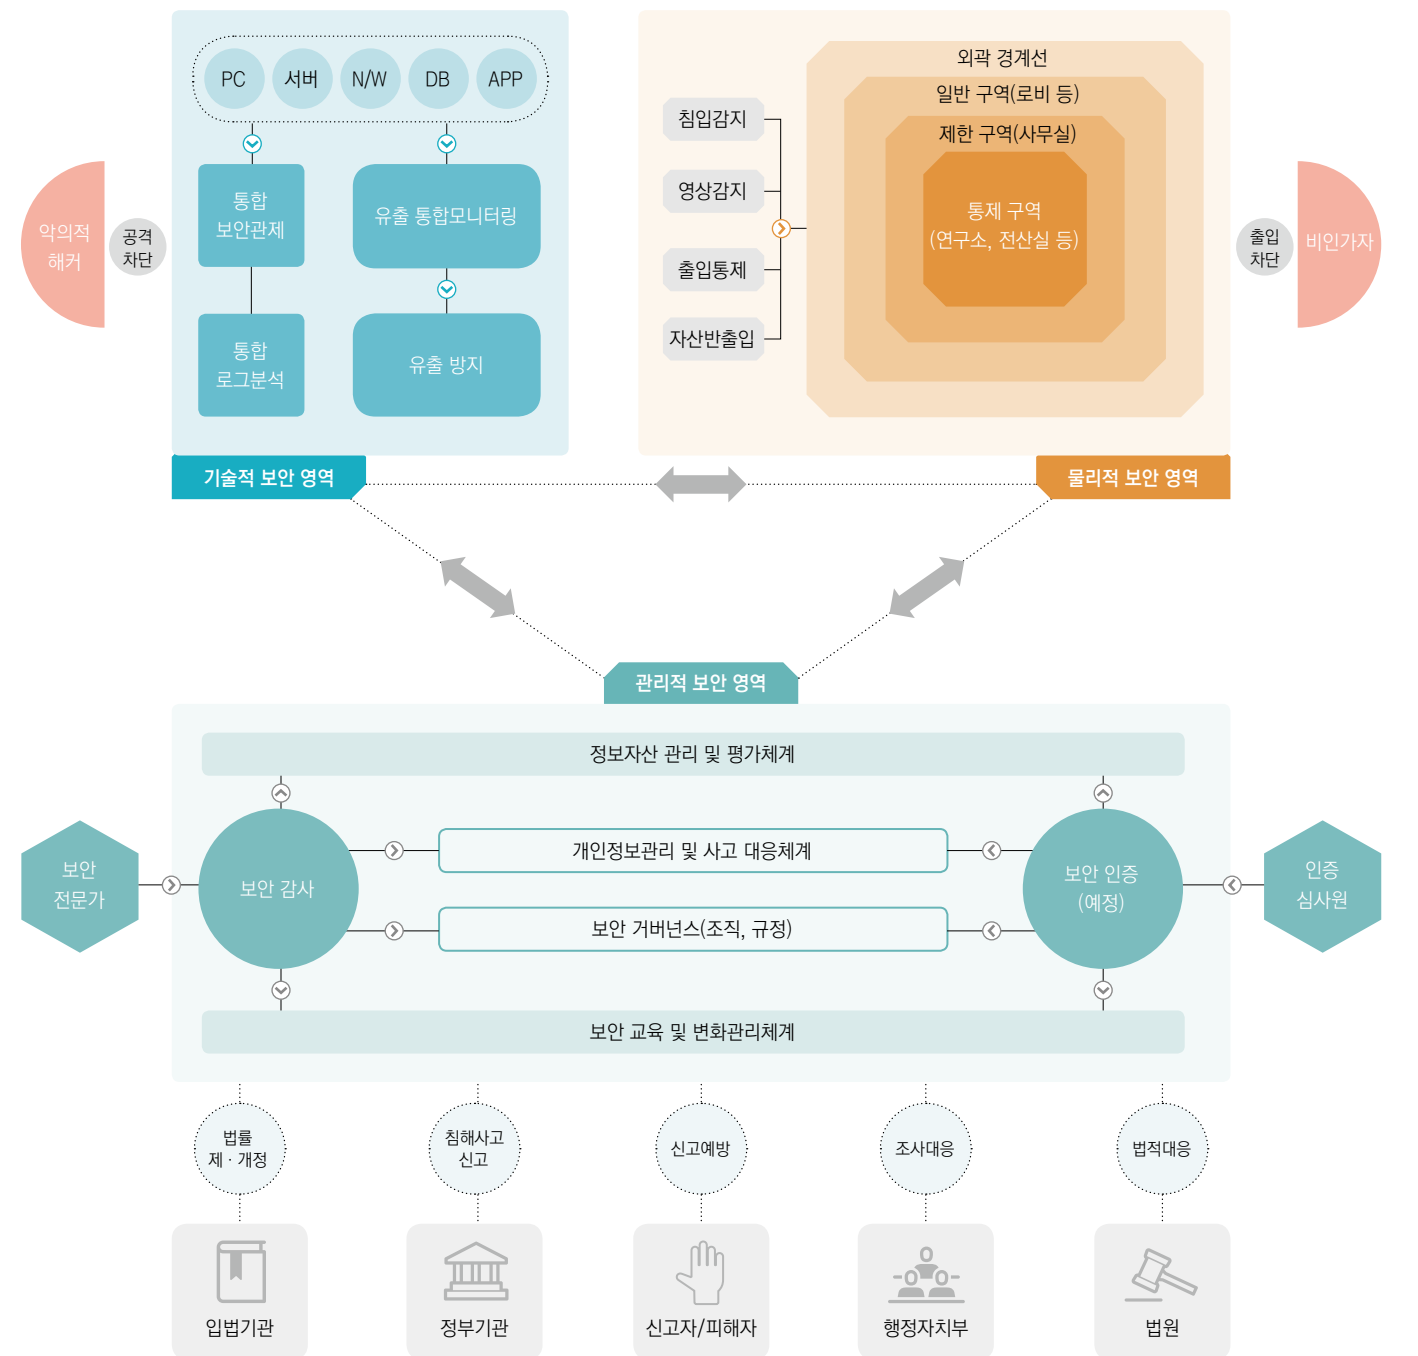 PC
서버
N/W
DB
APP
통합
보안관제
유출 통합모니터링
통합
로그분석
유출 방지
악의적
해커
공격
차단
기술적 보안 영역
침입감지
영상감지
출입통제
자산반출입
외곽 경계선
일반 구역(로비 등)
제한 구역(사무실)
통제 구역
(연구소, 전산실 등)
출입
차단
비인가자
물리적 보안 영역
관리적 보안 영역
정보자산 관리 및 평가체계
보안
전문가
보안 감사
개인정보관리 및 사고 대응체계
보안 거버넌스(조직, 규정)
보안 인증
(예정)
인증
심사원
보안 교육 및 변화관리체계
법률
제 · 개정
침해사고
신고
신고예방
조사대응
법적대응
입법기관
정부기관
신고자/피해자
행정자치부
법원